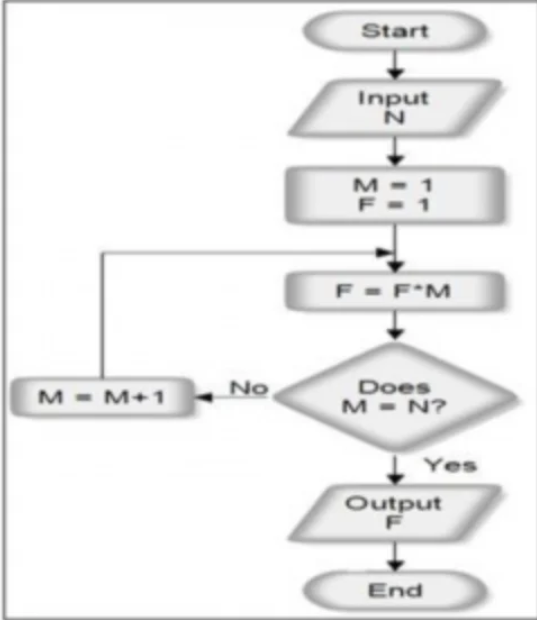 Start
Input
N
M = 1
F = 1
F = F*M
Does
M = N?
No
M = M+1
Yes
Output
F
End